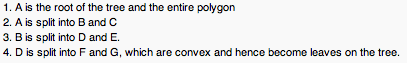 1. A is the root of the tree and the entire polygon
2. A is split into B and C
3. B is split into D and E.
4. D is split into F and G, which are convex and hence become leaves on the tree.